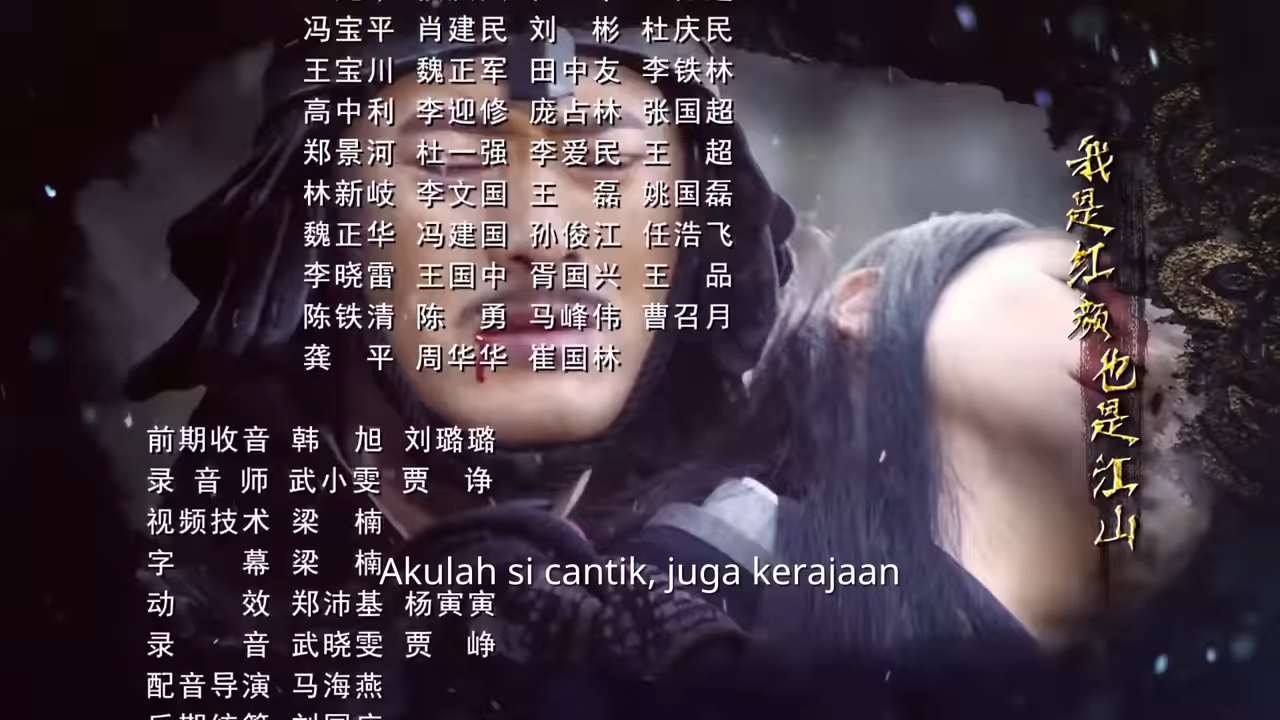 冯宝平 肖建民 刘 彬 杜庆民
王宝川 魏正军 田中友 李铁林
高中利 李迎修 庞占林 张国超
郑景河 杜一强 李爱民 王 超
林新岐 李文国 王 磊 姚国磊
魏正华 冯建国 孙俊江 任浩飞
李晓雷 王国中 胥国兴 王 品
陈铁清 陈 勇 马峰伟 曹召月
龚 平 周华华 崔国林
前期收音 韩 旭 刘璐璐
录音师 武小雯 贾 诤
视频技术 梁 楠
字幕 梁 楠
动效 郑沛基 杨寅寅
录音 武晓雯 贾 峥
配音导演 马海燕
我是红颜也是江山
Akulah si cantik, juga kerajaan